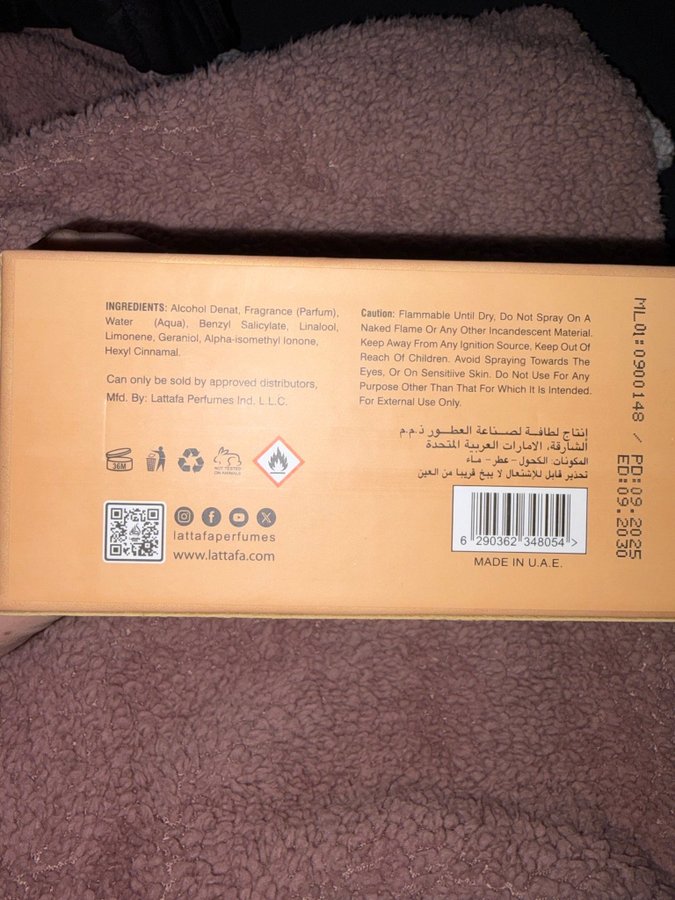 INGREDIENTS: Alcohol Denat, Fragrance (Parfum),
Water (Aqua), Benzyl Salicylate, Linalool,
Limonene, Geraniol, Alpha-isomethyl Ionone,
Hexyl Cinnamal.
Can only be sold by approved distributors,
Mfd. By: Lattafa Perfumes Ind. L.L.C.
36M
NOT TESTED
ON ANIMALS
lattafaperfumes
www.lattafa.com
Caution: Flammable Until Dry, Do Not Spray On A
Naked Flame Or Any Other Incandescent Material.
Keep Away From Any Ignition Source, Keep Out Of
Reach Of Children. Avoid Spraying Towards The
Eyes, Or On Sensitive Skin. Do Not Use For Any
Purpose Other Than That For Which It Is Intended.
For External Use Only.
إنتاج لطافة لصناعة العطور ذ.م.م
الشارقة، الامارات العربية المتحدة
المكونات: الكحول - عطر - ماء
تحذير قابل للإشتعال لا يبخ قريبا من العين
6 290362 348054 >
MADE IN U.A.E.
ML01:0900148 / PD:09.2025
ED:09.2030